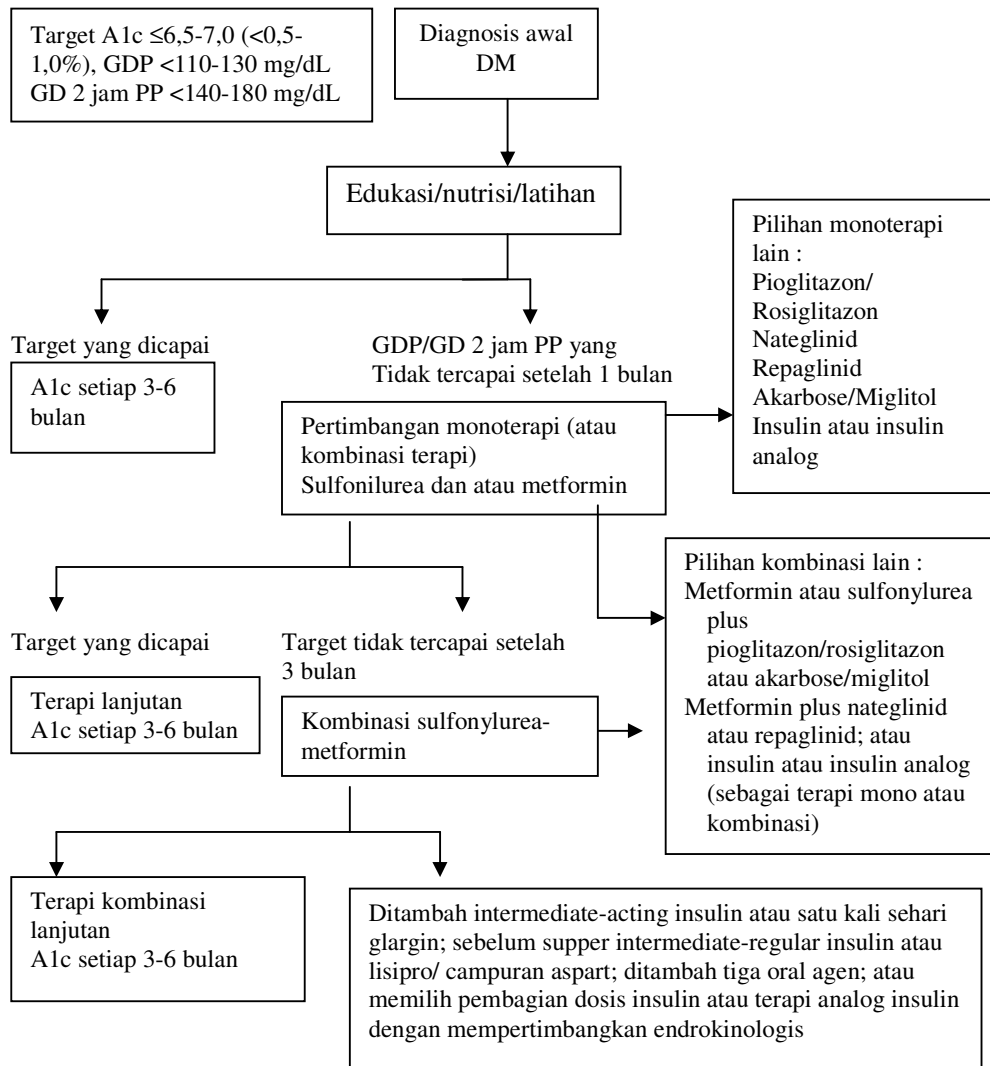 Target A1c ≤6,5-7,0 (<0,5-
1,0%), GDP <110-130 mg/dL
GD 2 jam PP <140-180 mg/dL
Diagnosis awal
DM
Edukasi/nutrisi/latihan
Pilihan monoterapi
lain :
Pioglitazon/
Rosiglitazon
Nateglinid
Repaglinid
Akarbose/Miglitol
Insulin atau insulin
analog
Target yang dicapai
A1c setiap 3-6
bulan
GDP/GD 2 jam PP yang
Tidak tercapai setelah 1 bulan
Pertimbangan monoterapi (atau
kombinasi terapi)
Sulfonilurea dan atau metformin
Pilihan kombinasi lain :
Metformin atau sulfonylurea
plus
pioglitazon/rosiglitazon
atau akarbose/miglitol
Metformin plus nateglinid
atau repaglinid; atau
insulin atau insulin analog
(sebagai terapi mono atau
kombinasi)
Target yang dicapai
Terapi lanjutan
A1c setiap 3-6 bulan
Target tidak tercapai setelah
3 bulan
Kombinasi sulfonylurea-
metformin
Terapi kombinasi
lanjutan
A1c setiap 3-6 bulan
Ditambah intermediate-acting insulin atau satu kali sehari
glargin; sebelum supper intermediate-regular insulin atau
lisipro/ campuran aspart; ditambah tiga oral agen; atau
memilih pembagian dosis insulin atau terapi analog insulin
dengan mempertimbangkan endrokinologis